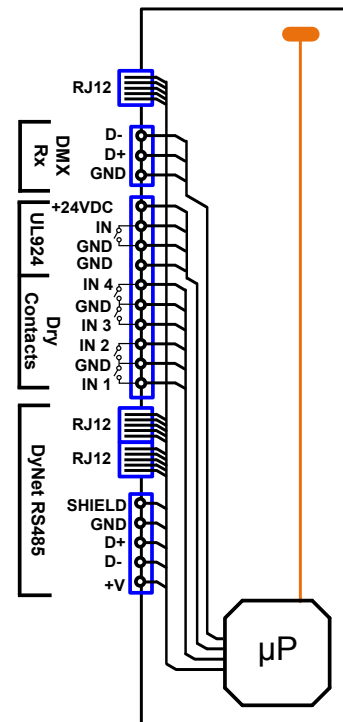 RJ12
DMX
Rx
D-
D+
GND
UL924
+24VDC
IN
GND
GND
Dry
Contacts
IN 4
GND
IN 3
IN 2
GND
IN 1
DyNet RS485
RJ12
RJ12
SHIELD
GND
D+
D-
+V
µP